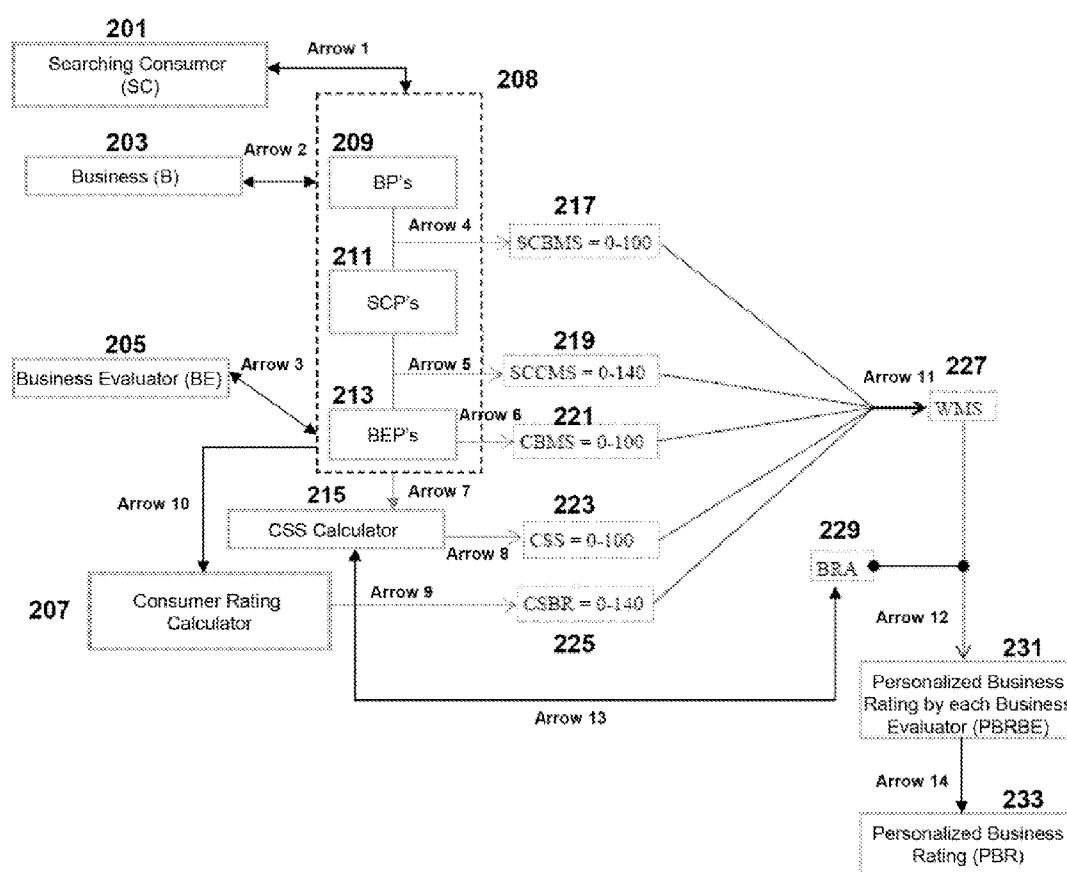 201
Arrow 1
Searching Consumer
(SC)
208
203
Arrow 2
209
Business (B)
BP's
217
Arrow 4
SCBMS = 0-100
211
SCP's
205
Arrow 3
219
Arrow 5
SCCMS = 0-140
Arrow 11
227
Business Evaluator (BE)
213
Arrow 6
221
WMS
BEP's
CBMS = 0-100
Arrow 10
215
Arrow 7
223
CSS Calculator
Arrow 8
CSS = 0-100
229
BRA
207
Consumer Rating
Calculator
Arrow 9
CSBR = 0-140
225
Arrow 12
231
Personalized Business
Rating by each Business
Evaluator (PBRBE)
Arrow 13
Arrow 14
233
Personalized Business
Rating (PBR)